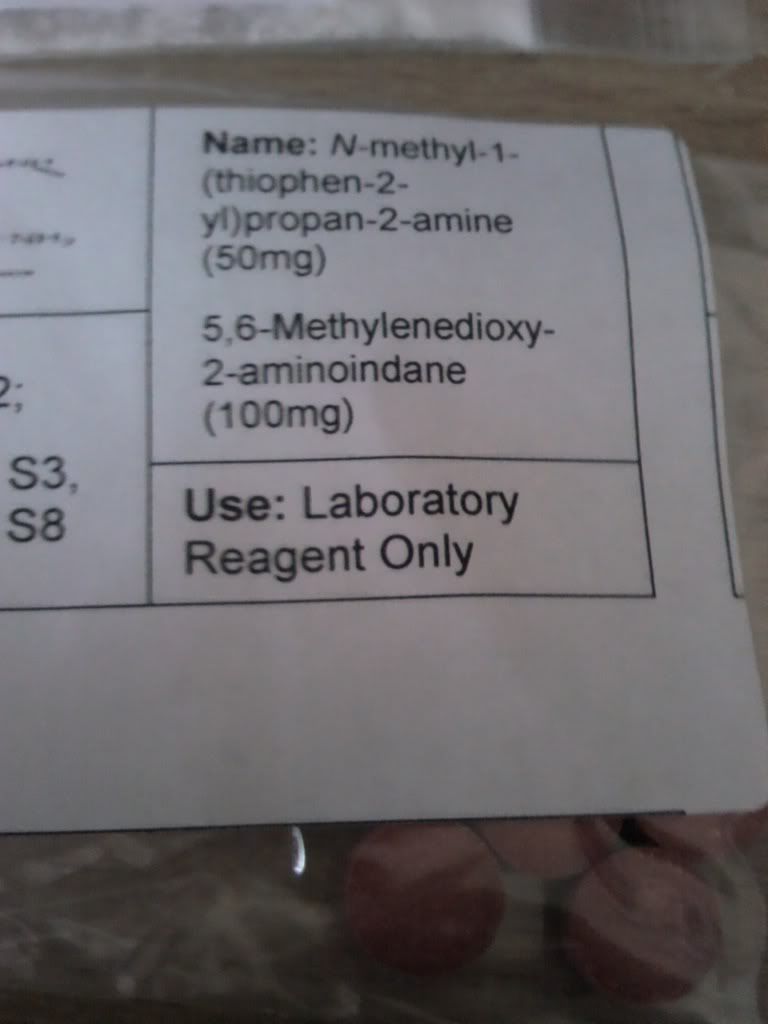 Name: N-methyl-1-
(thiophen-2-
yl)propan-2-amine
(50mg)
5,6-Methylenedioxy-
2-aminoindane
(100mg)
2;
S3,
S8
Use: Laboratory
Reagent Only